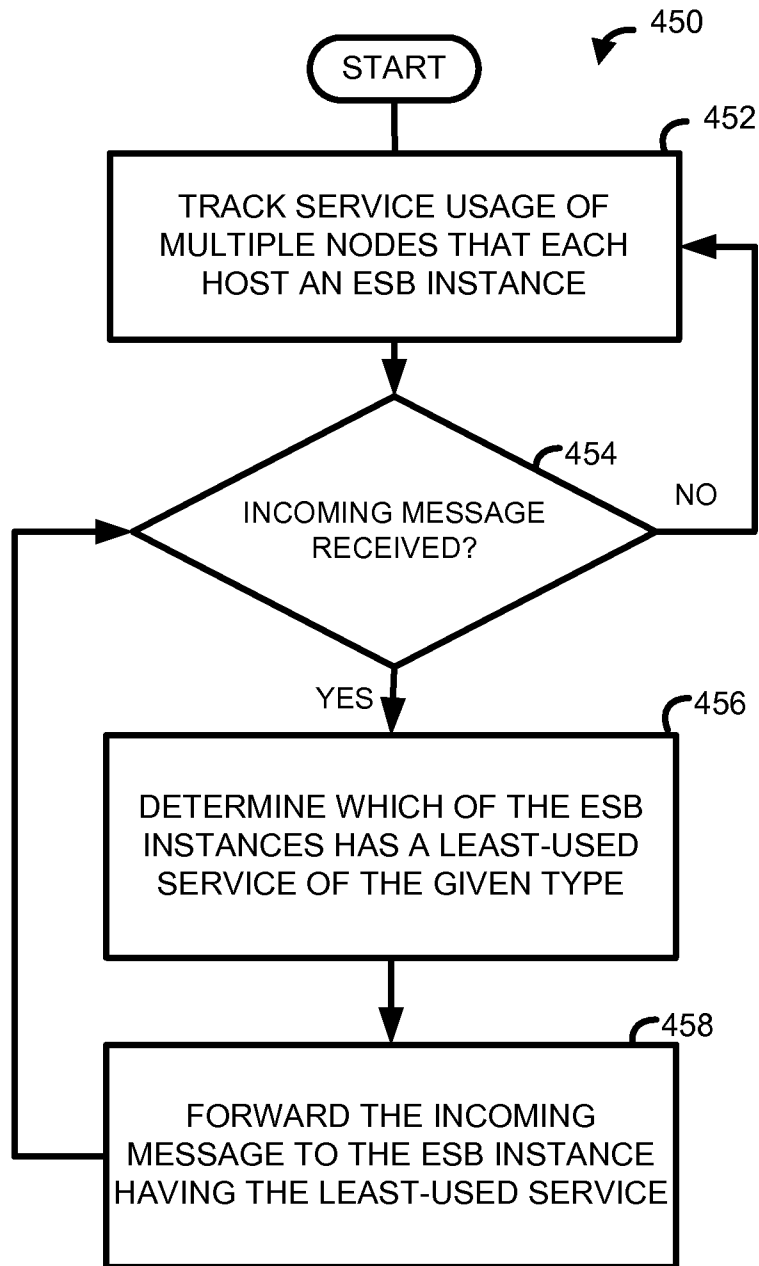 450
START
452
TRACK SERVICE USAGE OF
MULTIPLE NODES THAT EACH
HOST AN ESB INSTANCE
454
NO
INCOMING MESSAGE
RECEIVED?
YES
456
DETERMINE WHICH OF THE ESB
INSTANCES HAS A LEAST-USED
SERVICE OF THE GIVEN TYPE
458
FORWARD THE INCOMING
MESSAGE TO THE ESB INSTANCE
HAVING THE LEAST-USED SERVICE